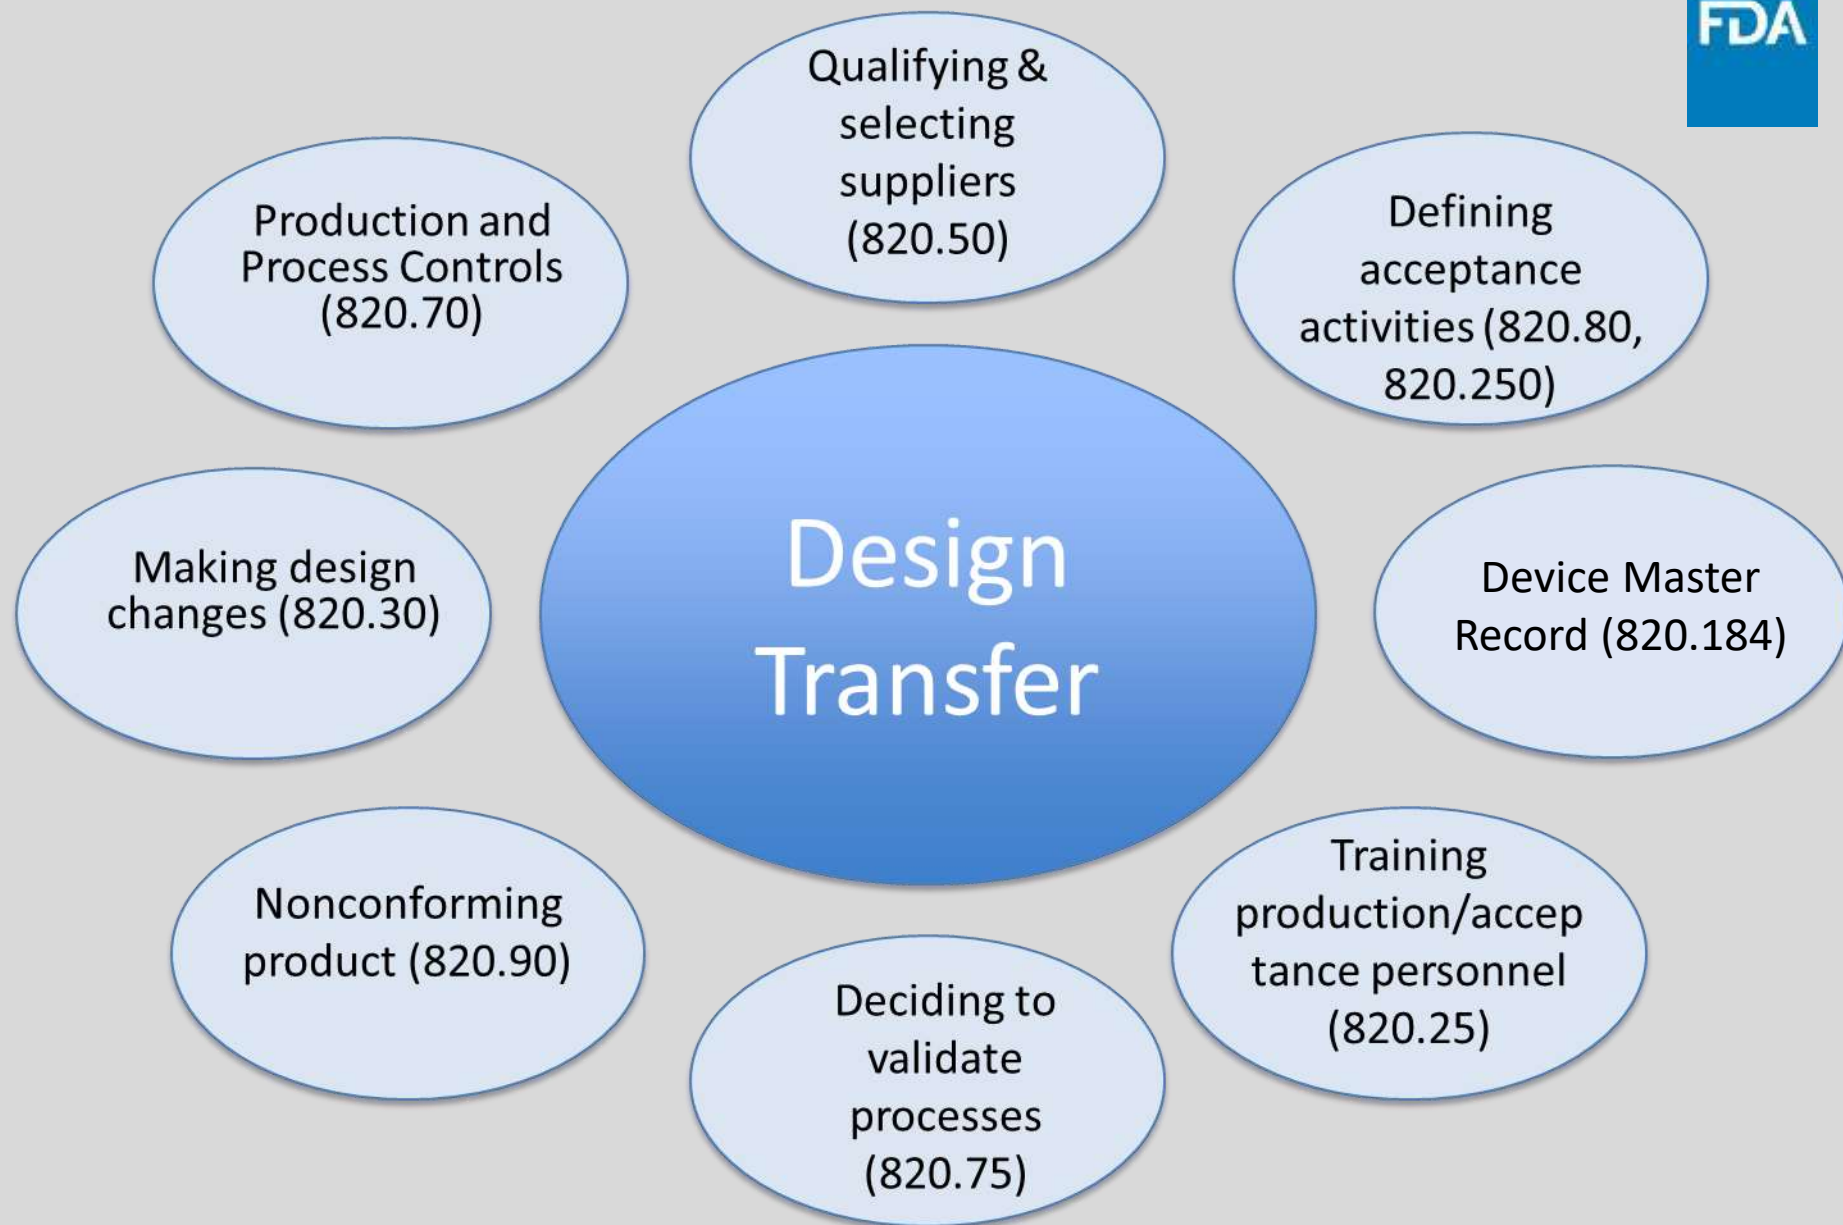 FDA
Qualifying &
selecting
suppliers
(820.50)
Production and
Process Controls
(820.70)
Defining
acceptance
activities (820.80,
820.250)
Making design
changes (820.30)
Design
Transfer
Device Master
Record (820.184)
Nonconforming
product (820.90)
Training
production/accep
tance personnel
(820.25)
Deciding to
validate
processes
(820.75)